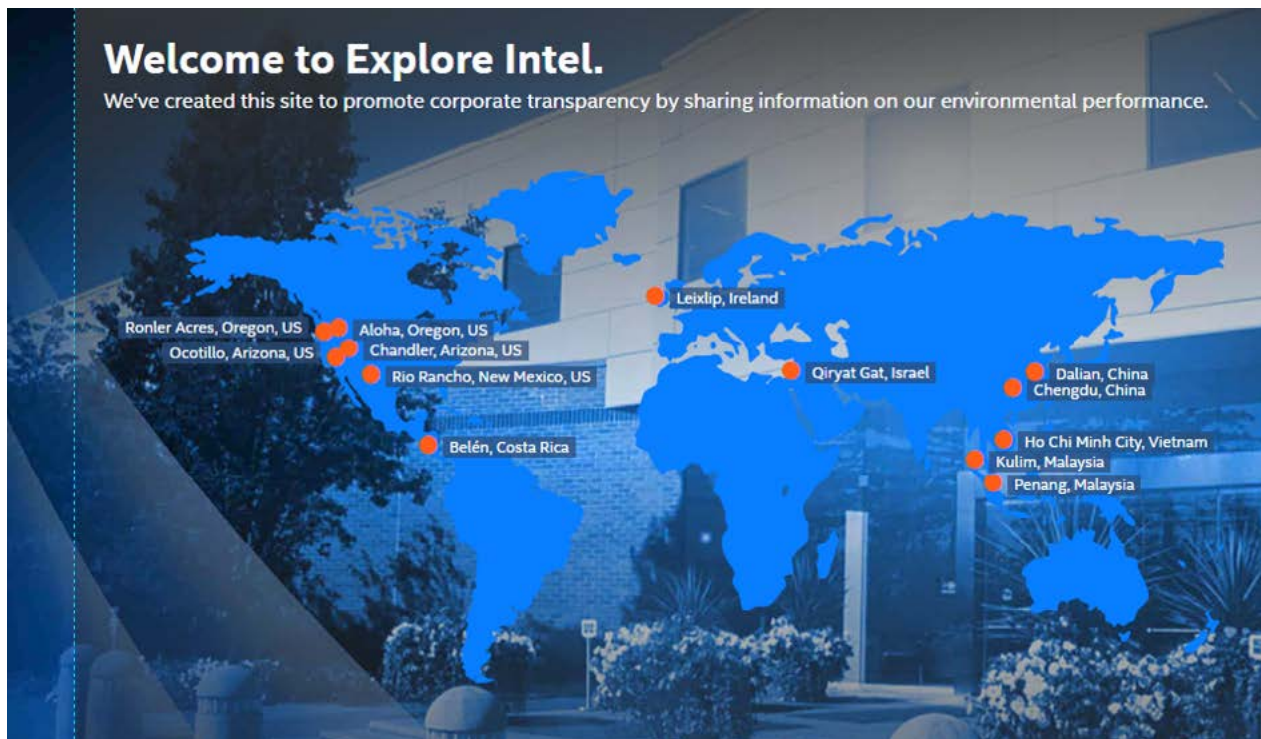 Welcome to Explore Intel.
We've created this site to promote corporate transparency by sharing information on our environmental performance.
Leixlip, Ireland
Ronler Acres, Oregon, US
Aloha, Oregon, US
Ocotillo, Arizona, US
Chandler, Arizona, US
Rio Rancho, New Mexico, US
Qiryat Gat, Israel
Dalian, China
Chengdu, China
Belén, Costa Rica
Ho Chi Minh City, Vietnam
Kulim, Malaysia
Penang, Malaysia